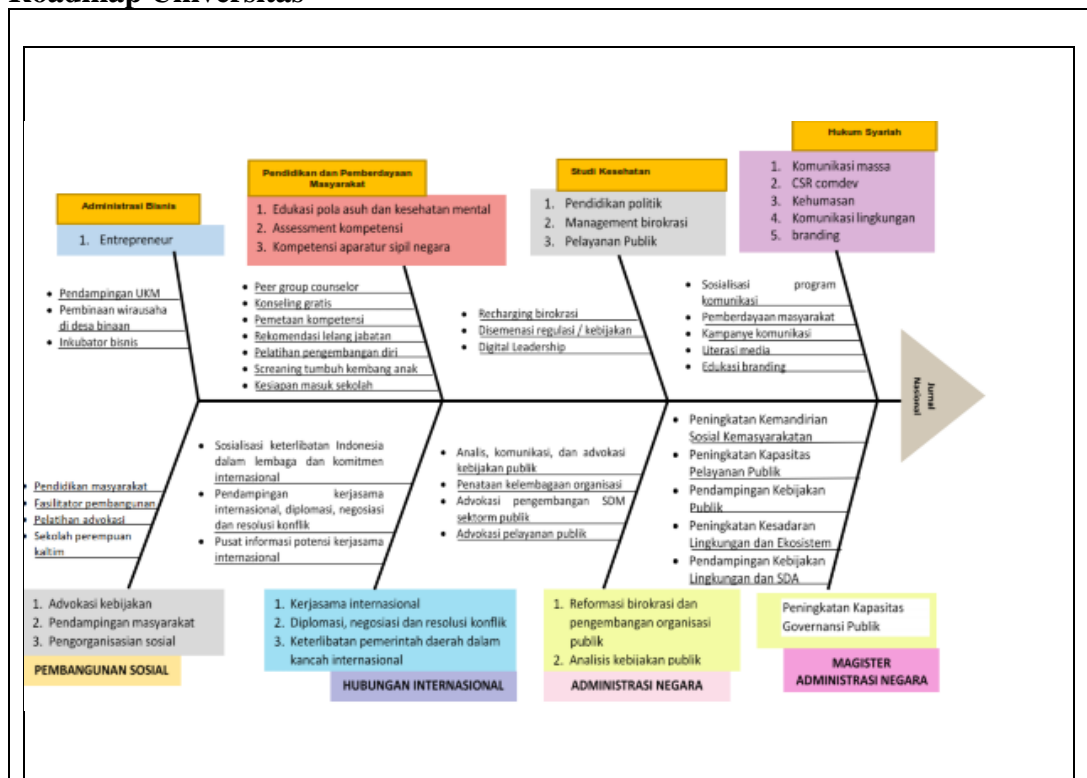 Roadmap Universitas
Hukum Syariah
1. Komunikasi massa
2. CSR comdev
3. Kehumasan
4. Komunikasi lingkungan
5. branding
Pendidikan dan Pemberdayaan
Masyarakat
1. Edukasi pola asuh dan kesehatan mental
2. Assessment kompetensi
3. Kompetensi aparatur sipil negara
Studi Kesehatan
1. Pendidikan politik
2. Management birokrasi
3. Pelayanan Publik
Administrasi Bisnis
1. Entrepreneur
• Pendampingan UKM
• Pembinaan wirausaha
di desa binaan
• Inkubator bisnis
• Peer group counselor
• Konseling gratis
• Pemetaan kompetensi
• Rekomendasi lelang jabatan
• Pelatihan pengembangan diri
• Screaning tumbuh kembang anak
• Kesiapan masuk sekolah
• Recharging birokrasi
• Disemenasi regulasi / kebijakan
• Digital Leadership
• Sosialisasi program
komunikasi
• Pemberdayaan masyarakat
• Kampanye komunikasi
• Literasi media
• Edukasi branding
Jurnal
Nasional
• Pendidikan masyarakat
• Fasilitator pembangunan
• Pelatihan advokasi
• Sekolah perempuan
kaltim
• Sosialisasi keterlibatan Indonesia
dalam lembaga dan komitmen
internasional
• Pendampingan kerjasama
internasional, diplomasi, negosiasi
dan resolusi konflik
• Pusat informasi potensi kerjasama
internasional
• Analis, komunikasi, dan advokasi
kebijakan publik
• Penataan kelembagaan organisasi
• Advokasi pengembangan SDM
sektorm publik
• Advokasi pelayanan publik
• Peningkatan Kemandirian
Sosial Kemasyarakatan
• Peningkatan Kapasitas
Pelayanan Publik
• Pendampingan Kebijakan
Publik
• Peningkatan Kesadaran
Lingkungan dan Ekosistem
• Pendampingan Kebijakan
Lingkungan dan SDA
1. Advokasi kebijakan
2. Pendampingan masyarakat
3. Pengorganisasian sosial
PEMBANGUNAN SOSIAL
1. Kerjasama internasional
2. Diplomasi, negosiasi dan resolusi konflik
3. Keterlibatan pemerintah daerah dalam
kancah internasional
HUBUNGAN INTERNASIONAL
1. Reformasi birokrasi dan
pengembangan organisasi
publik
2. Analisis kebijakan publik
ADMINISTRASI NEGARA
Peningkatan Kapasitas
Governansi Publik
MAGISTER
ADMINISTRASI NEGARA